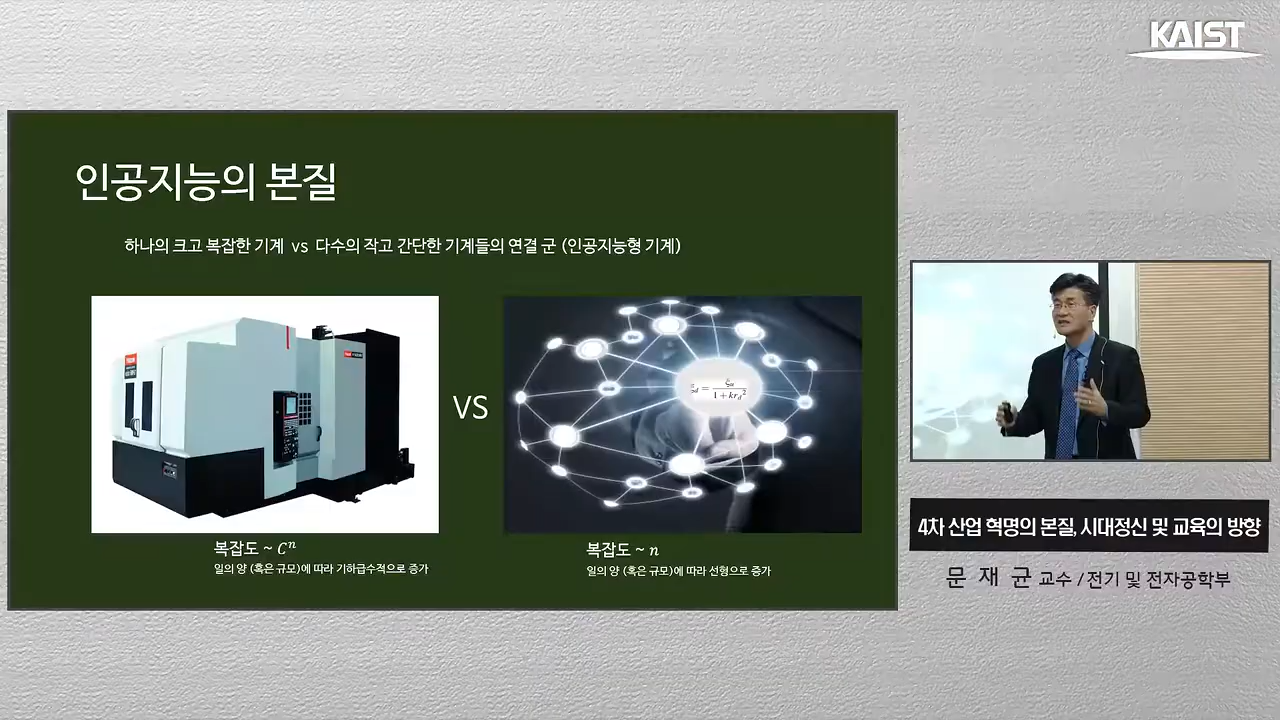 KAIST
인공지능의 본질
하나의 크고 복잡한 기계 vs 다수의 작고 간단한 기계들의 연결 군 (인공지능형 기계)
VS
복잡도 ~ Cⁿ
일의 양 (혹은 규모)에 따라 기하급수적으로 증가
복잡도 ~ n
일의 양 (혹은 규모)에 따라 선형으로 증가
4차 산업 혁명의 본질, 시대정신 및 교육의 방향
문 재 균 교수 / 전기 및 전자공학부